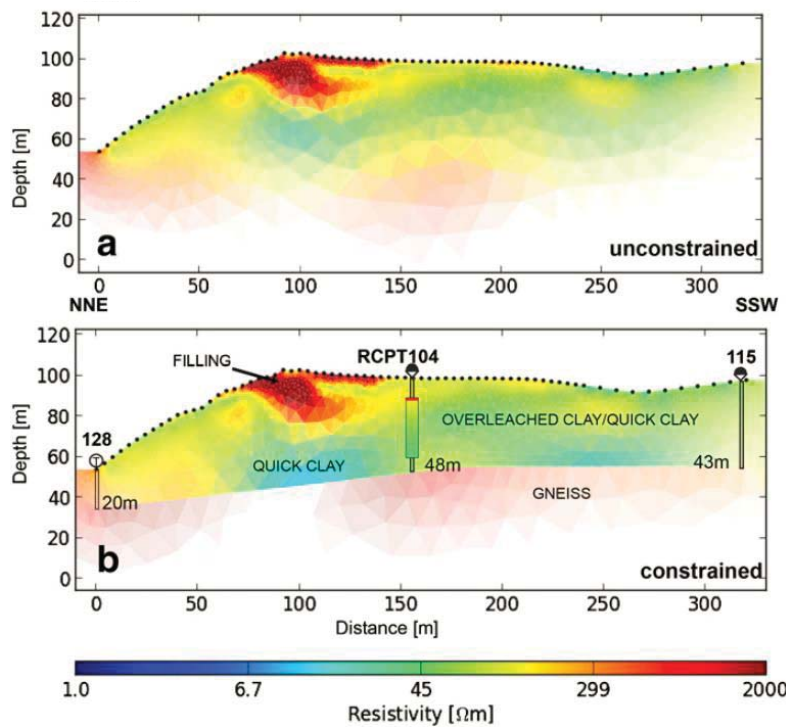 120
100
80
60
40
20
0
Depth [m]
a
unconstrained
0 50 100 150 200 250 300
NNE SSW
FILLING
RCPT104
115
128
120
100
80
60
40
20
0
Depth [m]
OVERLEACHED CLAY/QUICK CLAY
QUICK CLAY
48m
43m
20m
GNEISS
b
constrained
0 50 100 150 200 250 300
Distance [m]
1.0 6.7 45 299 2000
Resistivity [Ωm]